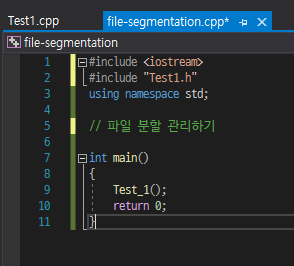 Test1.cpp
file-segmentation.cpp*
file-segmentation
1 #include <iostream>
2 #include "Test1.h"
3 using namespace std;
4
5 // 파일 분할 관리하기
6
7 int main()
8 {
9 Test_1();
10 return 0;
11 }